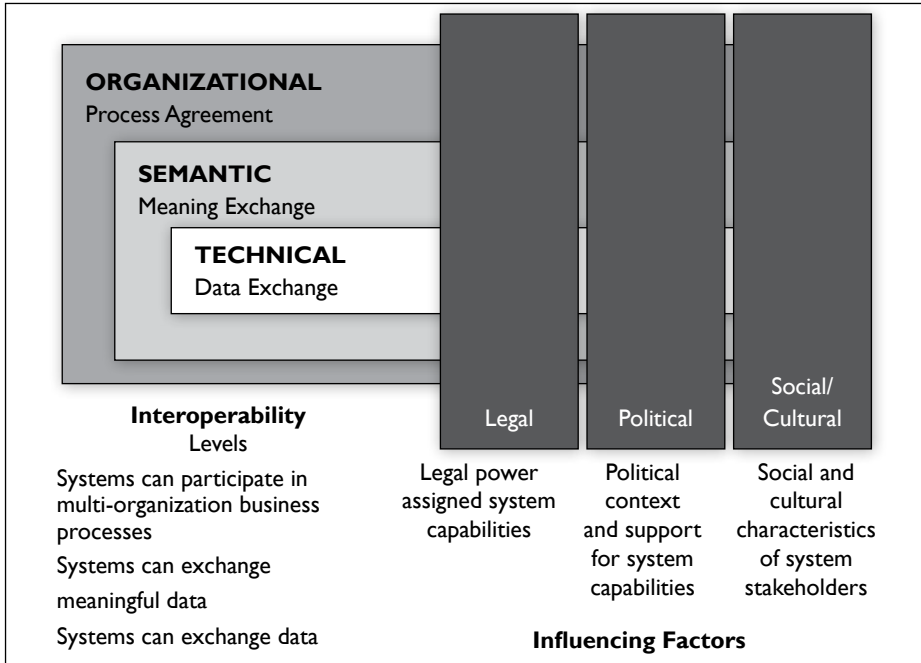 ORGANIZATIONAL
Process Agreement
SEMANTIC
Meaning Exchange
TECHNICAL
Data Exchange
Legal
Political
Social/
Cultural
Interoperability
Levels
Systems can participate in
multi-organization business
processes
Systems can exchange
meaningful data
Systems can exchange data
Legal power
assigned system
capabilities
Political
context
and support
for system
capabilities
Social and
cultural
characteristics
of system
stakeholders
Influencing Factors